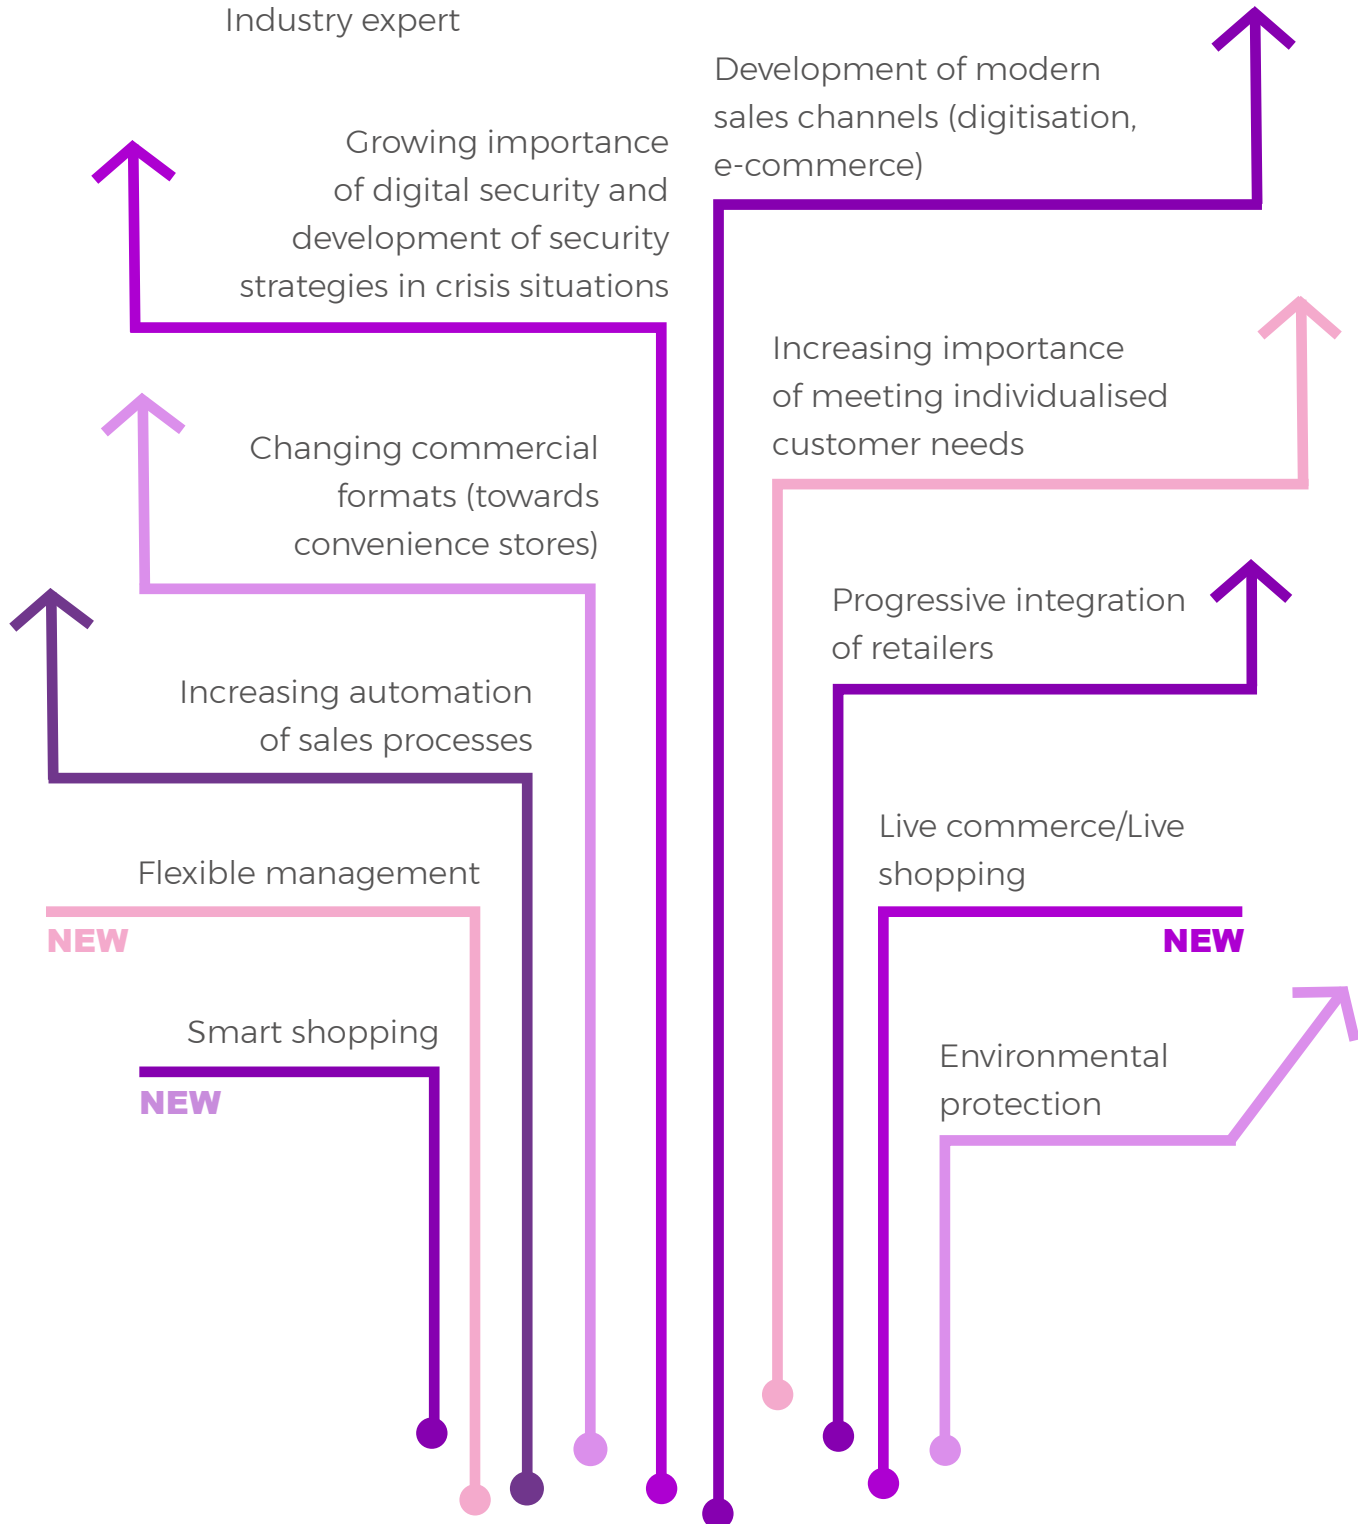 Industry expert
Growing importance
of digital security and
development of security
strategies in crisis situations
Changing commercial
formats (towards
convenience stores)
Increasing automation
of sales processes
Flexible management
NEW
Smart shopping
NEW
Development of modern
sales channels (digitisation,
e-commerce)
Increasing importance
of meeting individualised
customer needs
Progressive integration
of retailers
Live commerce/Live
shopping
NEW
Environmental
protection